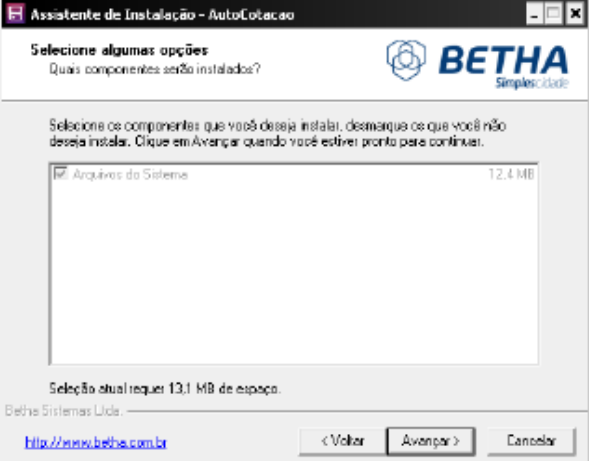 Assistente de Instalação - AutoCotacao
Selecione algumas opções
Quais componentes serão instalados?
BETHA
Simplescidade
Selecione os componentes que você deseja instalar, desmarque os que você não
deseja instalar. Clique em Avançar quando você estiver pronto para continuar.
Arquivos do Sistema 12,4 MB
Seleção atual requer 13,1 MB de espaço.
Betha Sistemas Ltda.
http://www.betha.com.br
< Voltar Avançar > Cancelar